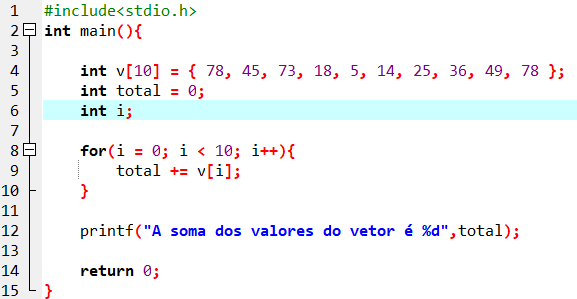 1 #include<stdio.h>
2 int main(){
3
4     int v[10] = { 78, 45, 73, 18, 5, 14, 25, 36, 49, 78 };
5     int total = 0;
6     int i;
7
8     for(i = 0; i < 10; i++){
9         total += v[i];
10     }
11
12     printf("A soma dos valores do vetor é %d",total);
13
14     return 0;
15 }